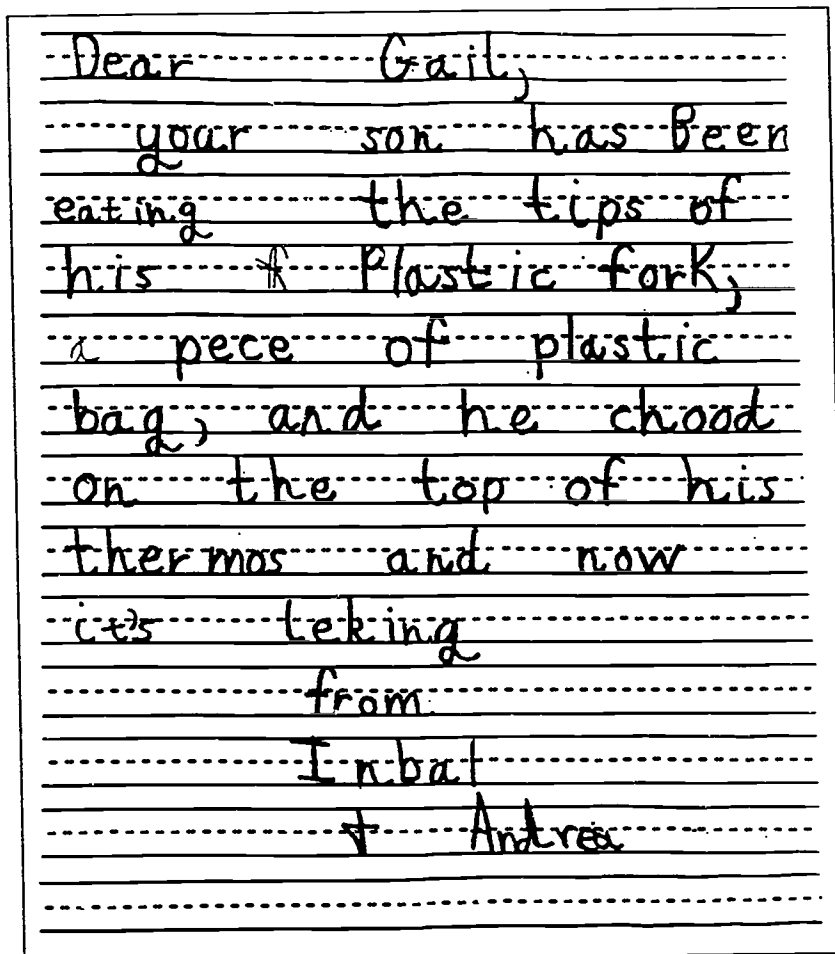 Dear Gail,
your son has Been
eating the tips of
his Plastic fork,
a pece of plastic
bag, and he chood
on the top of his
thermos and now
it's leking
from
Inbal
+ Andrea